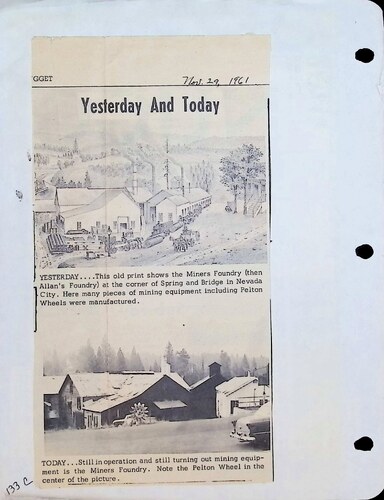 GGET
Nov. 29, 1961
Yesterday And Today
YESTERDAY....This old print shows the Miners Foundry (then
Allan's Foundry) at the corner of Spring and Bridge in Nevada
City. Here many pieces of mining equipment including Pelton
Wheels were manufactured.
TODAY...Still in operation and still turning out mining equip-
ment is the Miners Foundry. Note the Pelton Wheel in the
center of the picture.
133 C